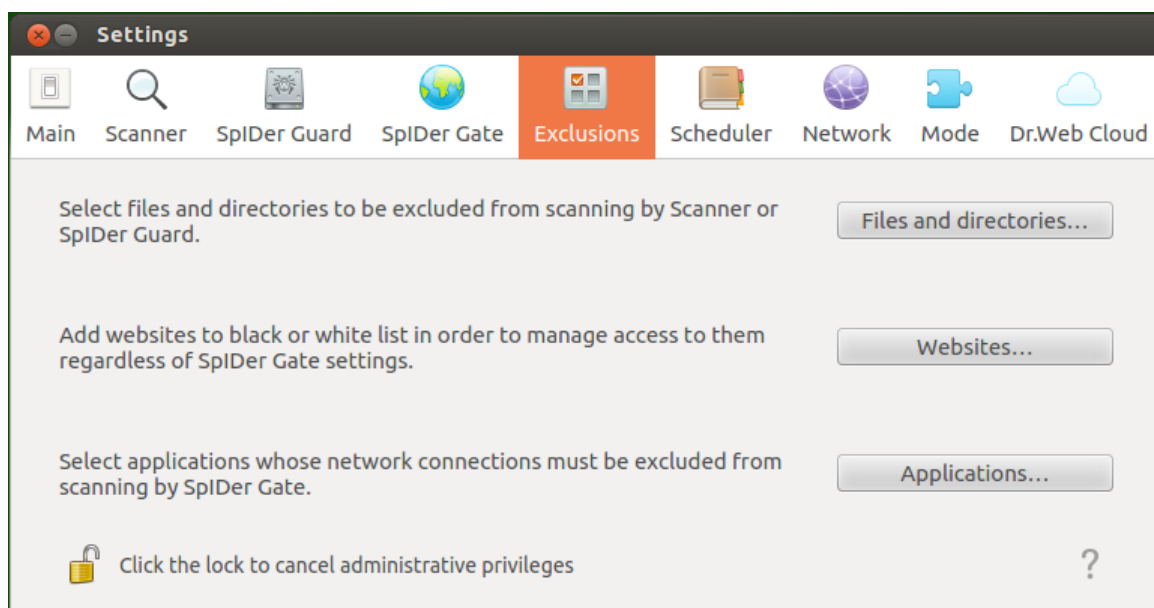 Settings
Main Scanner SpIDer Guard SpIDer Gate Exclusions Scheduler Network Mode Dr.Web Cloud
Select files and directories to be excluded from scanning by Scanner or
SpIDer Guard.
Files and directories...
Add websites to black or white list in order to manage access to them
regardless of SpIDer Gate settings.
Websites...
Select applications whose network connections must be excluded from
scanning by SpIDer Gate.
Applications...
Click the lock to cancel administrative privileges
?